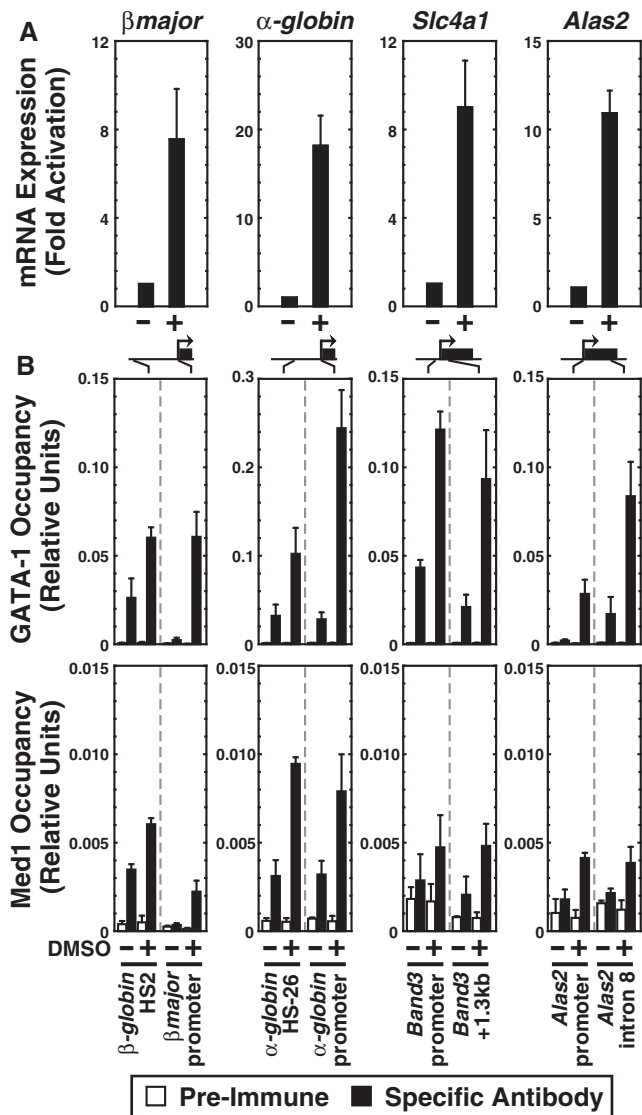 A
βmajor α-globin Slc4a1 Alas2
mRNA Expression
(Fold Activation)
12 30 12 15
8 20 8 10
4 10 4 5
0 0 0 0
− + − + − + − +
B
GATA-1 Occupancy
(Relative Units)
0.15 0.3 0.15 0.15
0.10 0.2 0.10 0.10
0.05 0.1 0.05 0.05
0 0 0 0
Med1 Occupancy
(Relative Units)
0.015 0.015 0.015 0.015
0.010 0.010 0.010 0.010
0.005 0.005 0.005 0.005
0 0 0 0
DMSO − + − + − + − + − + − + − + − +
β-globin
HS2
βmajor
promoter
α-globin
HS-26
α-globin
promoter
Band3
promoter
Band3
+1.3kb
Alas2
promoter
Alas2
intron 8
Pre-Immune Specific Antibody